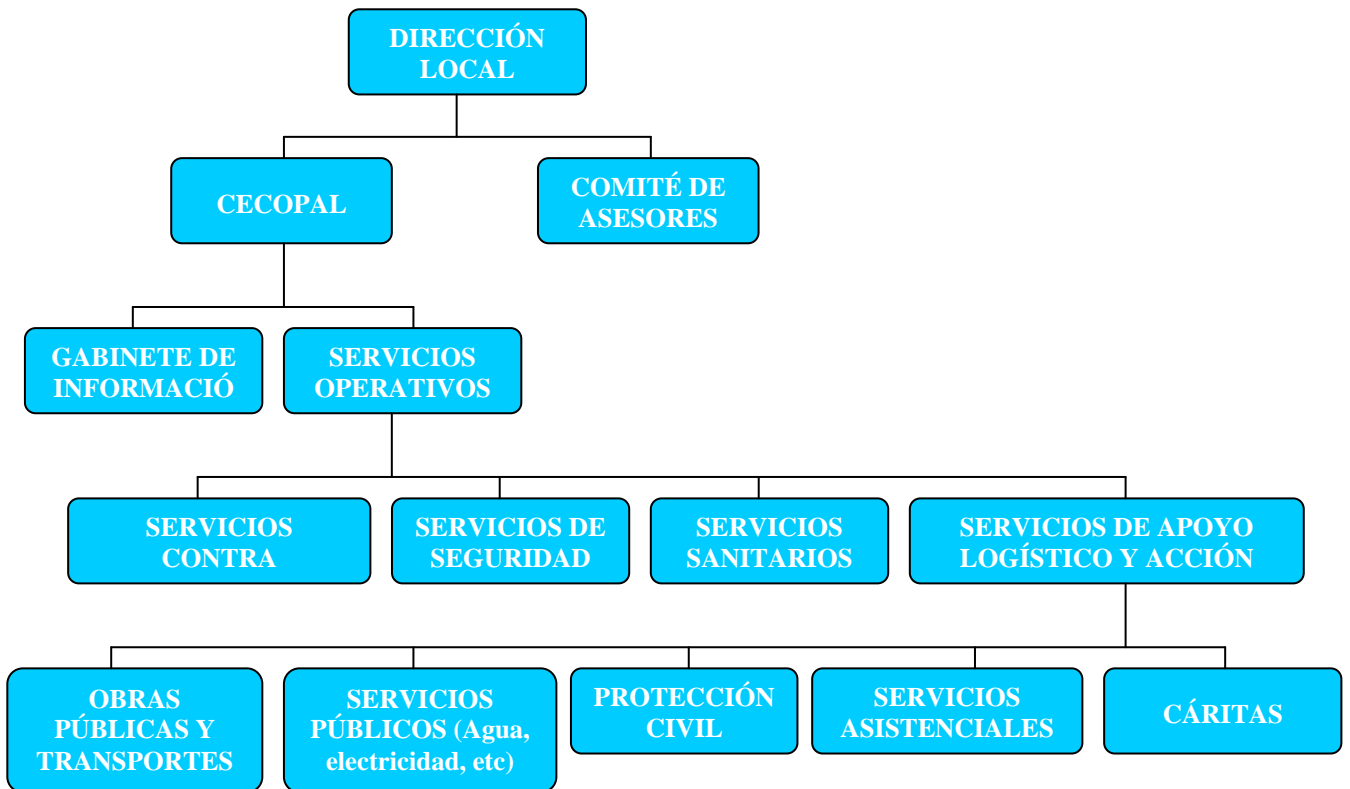 DIRECCIÓN
LOCAL
CECOPAL
COMITÉ DE
ASESORES
GABINETE DE
INFORMACIÓ
SERVICIOS
OPERATIVOS
SERVICIOS
CONTRA
SERVICIOS DE
SEGURIDAD
SERVICIOS
SANITARIOS
SERVICIOS DE APOYO
LOGÍSTICO Y ACCIÓN
OBRAS
PÚBLICAS Y
TRANSPORTES
SERVICIOS
PÚBLICOS (Agua,
electricidad, etc)
PROTECCIÓN
CIVIL
SERVICIOS
ASISTENCIALES
CÁRITAS